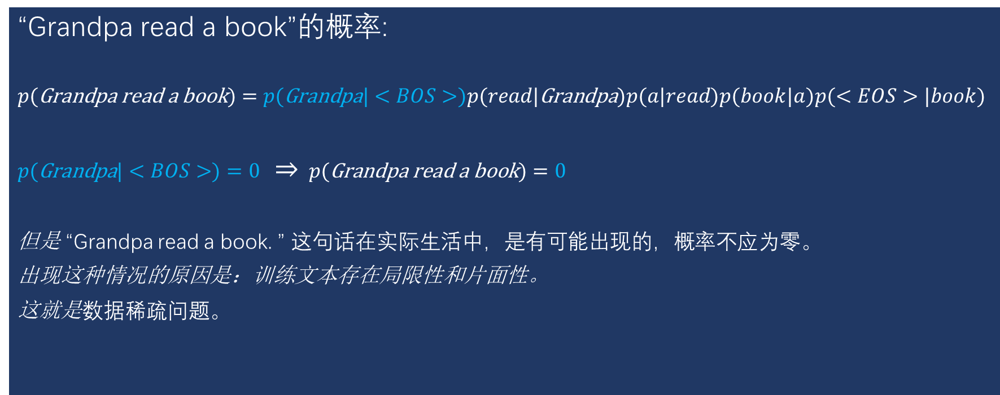 “Grandpa read a book”的概率:
p(Grandpa read a book) = p(Grandpa| < BOS >)p(read|Grandpa)p(a|read)p(book|a)p(< EOS > |book)
p(Grandpa| < BOS >) = 0 ⇒ p(Grandpa read a book) = 0
但是 “Grandpa read a book. ” 这句话在实际生活中，是有可能出现的，概率不应为零。
出现这种情况的原因是：训练文本存在局限性和片面性。
这就是数据稀疏问题。